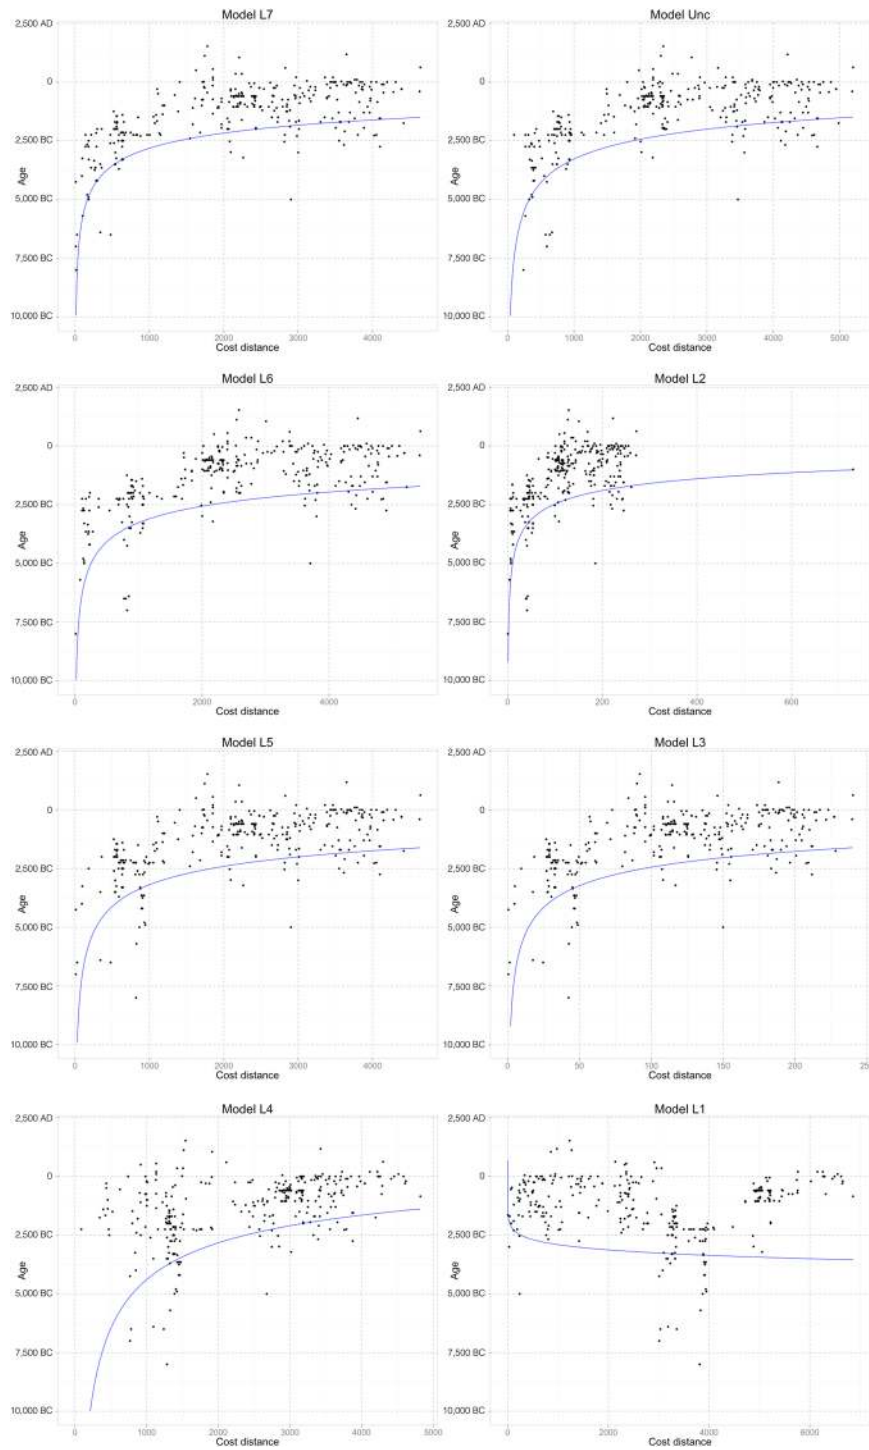 Model L7
2,500 AD
0
2,500 BC
5,000 BC
7,500 BC
10,000 BC
Age
0 1000 2000 3000 4000
Cost distance
Model Unc
2,500 AD
0
2,500 BC
5,000 BC
7,500 BC
10,000 BC
Age
0 1000 2000 3000 4000 5000
Cost distance
Model L6
2,500 AD
0
2,500 BC
5,000 BC
7,500 BC
10,000 BC
Age
0 2000 4000
Cost distance
Model L2
2,500 AD
0
2,500 BC
5,000 BC
7,500 BC
10,000 BC
Age
0 200 400 600
Cost distance
Model L5
2,500 AD
0
2,500 BC
5,000 BC
7,500 BC
10,000 BC
Age
0 1000 2000 3000 4000
Cost distance
Model L3
2,500 AD
0
2,500 BC
5,000 BC
7,500 BC
10,000 BC
Age
0 50 100 150 200
Cost distance
Model L4
2,500 AD
0
2,500 BC
5,000 BC
7,500 BC
10,000 BC
Age
0 1000 2000 3000 4000 5000
Cost distance
Model L1
2,500 AD
0
2,500 BC
5,000 BC
7,500 BC
10,000 BC
Age
0 2000 4000 6000
Cost distance